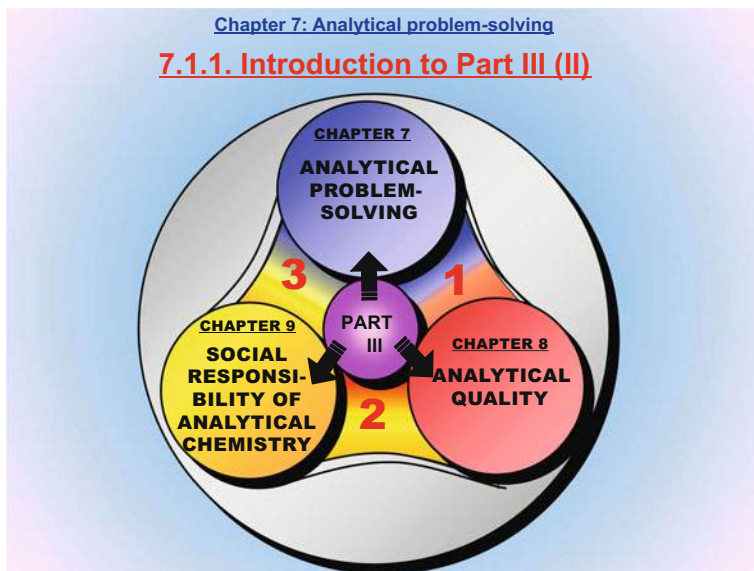 Chapter 7: Analytical problem-solving
7.1.1. Introduction to Part III (II)
CHAPTER 7
ANALYTICAL
PROBLEM-
SOLVING
3
1
PART
III
CHAPTER 9
SOCIAL
RESPONSI-
BILITY OF
ANALYTICAL
CHEMISTRY
CHAPTER 8
ANALYTICAL
QUALITY
2